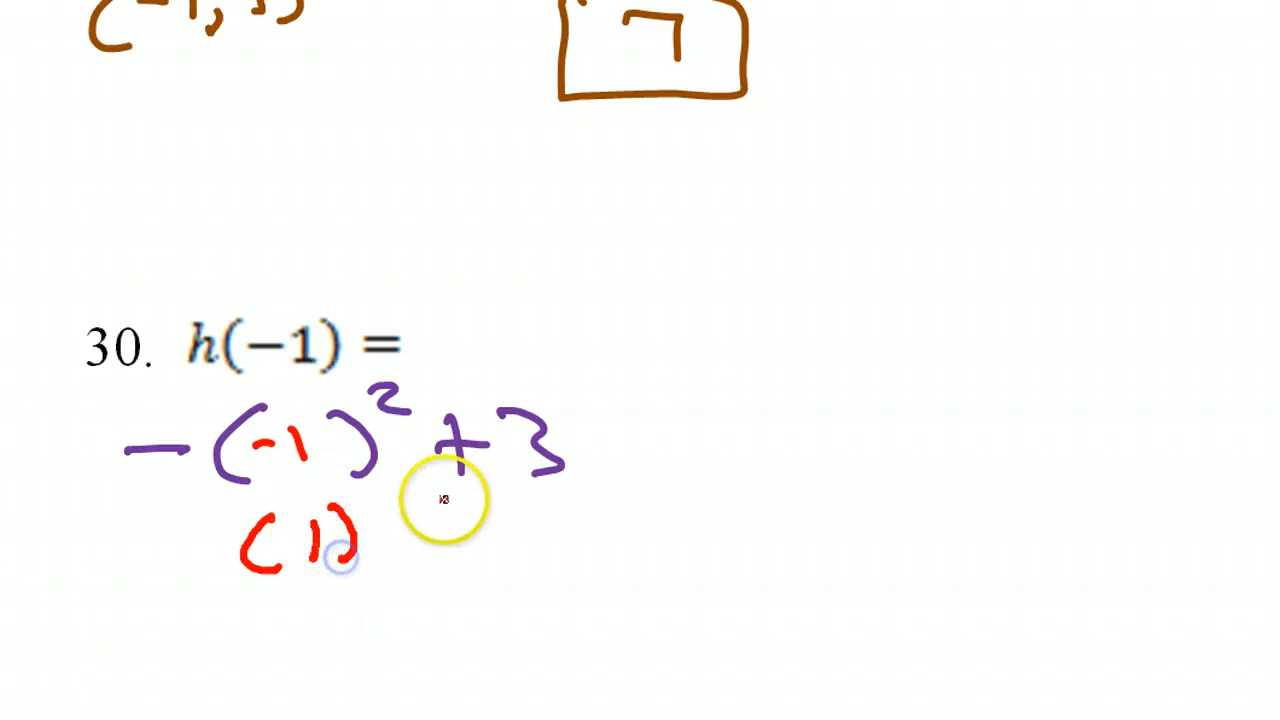 7
30. h(−1) =
−(-1)² + 3
(1)